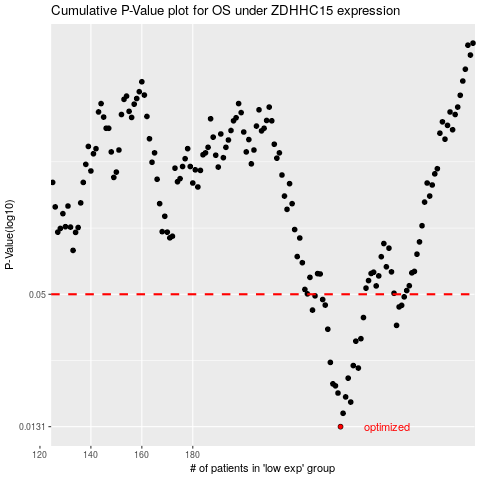 Cumulative P-Value plot for OS under ZDHHC15 expression
P-Value(log10)
0.05
0.0131
optimized
120 140 160 180
# of patients in 'low exp' group